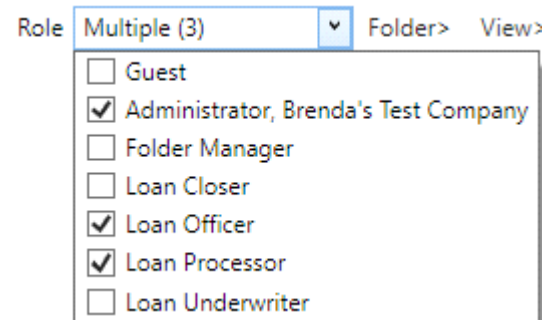 Role Multiple (3) Folder> View>
Guest
Administrator, Brenda's Test Company
Folder Manager
Loan Closer
Loan Officer
Loan Processor
Loan Underwriter